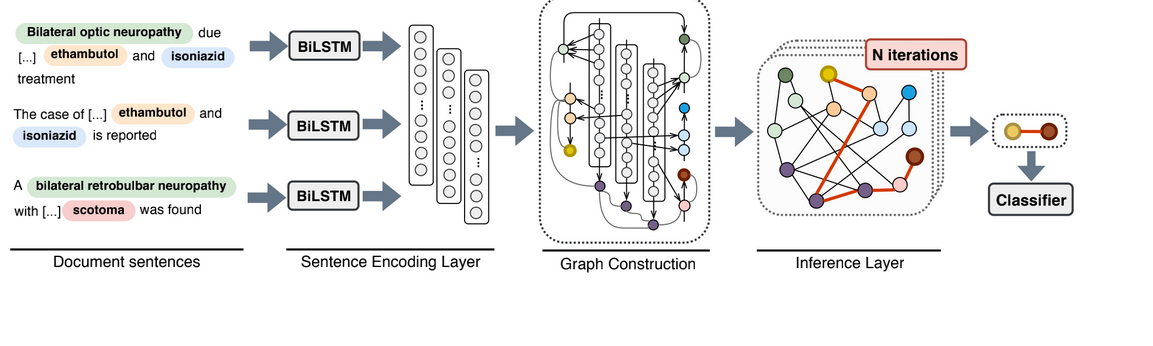 Bilateral optic neuropathy due
[...] ethambutol and isoniazid
treatment
The case of [...] ethambutol and
isoniazid is reported
A bilateral retrobulbar neuropathy
with [...] scotoma was found
Document sentences
BiLSTM
BiLSTM
BiLSTM
Sentence Encoding Layer
Graph Construction
N iterations
Inference Layer
Classifier